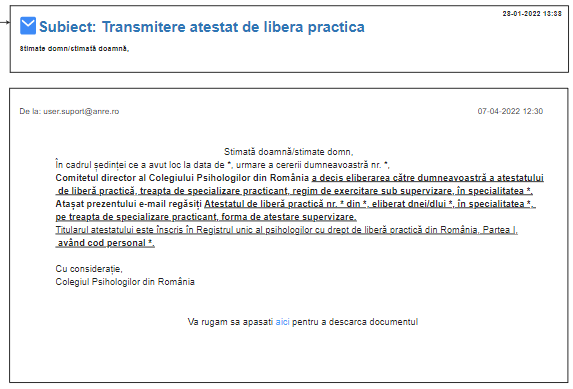 28-01-2022 13:38
Subiect: Transmitere atestat de libera practica
Stimate domn/stimată doamnă,
De la: user.suport@anre.ro
07-04-2022 12:30
Stimată doamnă/stimate domn,
În cadrul ședinței ce a avut loc la data de *, urmare a cererii dumneavoastră nr. *,
Comitetul director al Colegiului Psihologilor din România a decis eliberarea către dumneavoastră a atestatului
de liberă practică, treapta de specializare practicant, regim de exercitare sub supervizare, în specialitatea *.
Atașat prezentului e-mail regăsiți Atestatul de liberă practică nr. * din *, eliberat dnei/dlui *, în specialitatea *,
pe treapta de specializare practicant, forma de atestare supervizare.
Titularul atestatului este înscris în Registrul unic al psihologilor cu drept de liberă practică din România, Partea I,
având cod personal *.
Cu considerație,
Colegiul Psihologilor din România
Va rugam sa apasati aici pentru a descarca documentul